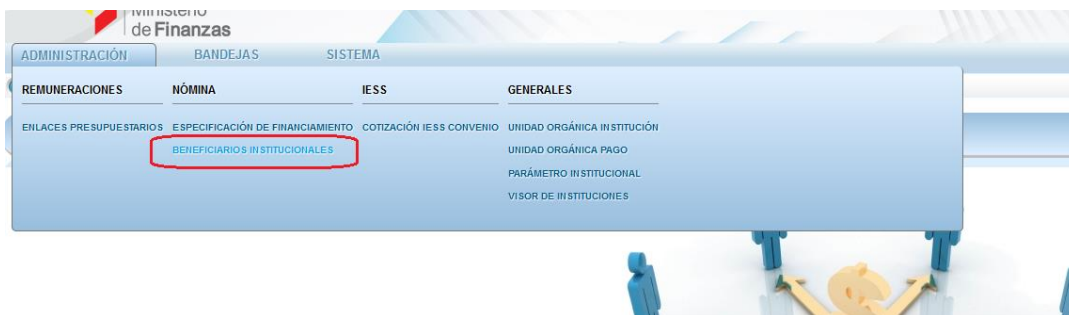 Ministerio
de Finanzas
ADMINISTRACIÓN BANDEJAS SISTEMA
REMUNERACIONES NÓMINA IESS GENERALES
ENLACES PRESUPUESTARIOS ESPECIFICACIÓN DE FINANCIAMIENTO COTIZACIÓN IESS CONVENIO UNIDAD ORGÁNICA INSTITUCIÓN
BENEFICIARIOS INSTITUCIONALES UNIDAD ORGÁNICA PAGO
PARÁMETRO INSTITUCIONAL
VISOR DE INSTITUCIONES